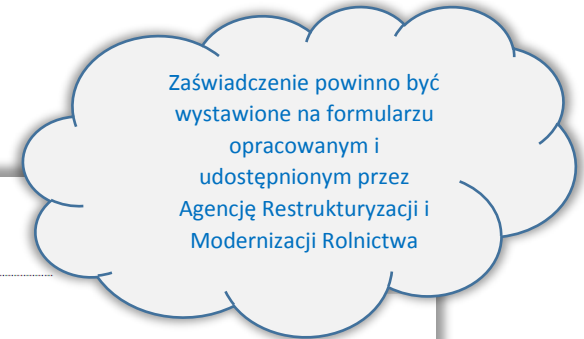 Zaświadczenie powinno być
wystawione na formularzu
opracowanym i
udostępnionym przez
Agencję Restrukturyzacji i
Modernizacji Rolnictwa